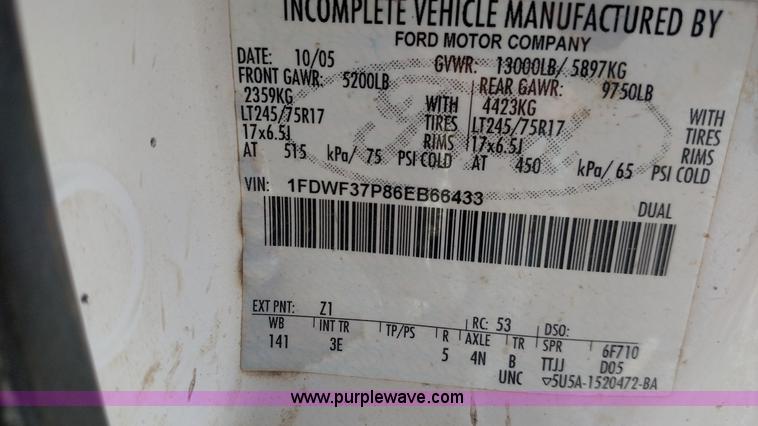 INCOMPLETE VEHICLE MANUFACTURED BY
FORD MOTOR COMPANY
DATE: 10/05 GVWR: 13000LB/ 5897KG
FRONT GAWR: 5200LB REAR GAWR: 9750LB
2359KG WITH 4423KG WITH
LT245/75R17 TIRES LT245/75R17 TIRES
17x6.5J RIMS 17x6.5J RIMS
AT 515 kPa/ 75 PSI COLD AT 450 kPa/ 65 PSI COLD
VIN: 1FDWF37P86EB66433 DUAL
EXT PNT: Z1 RC: 53 DSO:
WB INT TR TP/PS R AXLE TR SPR 6F710
141 3E 5 4N B TTJJ D05
UNC ▽5U5A-1520472-BA
www.purplewave.com